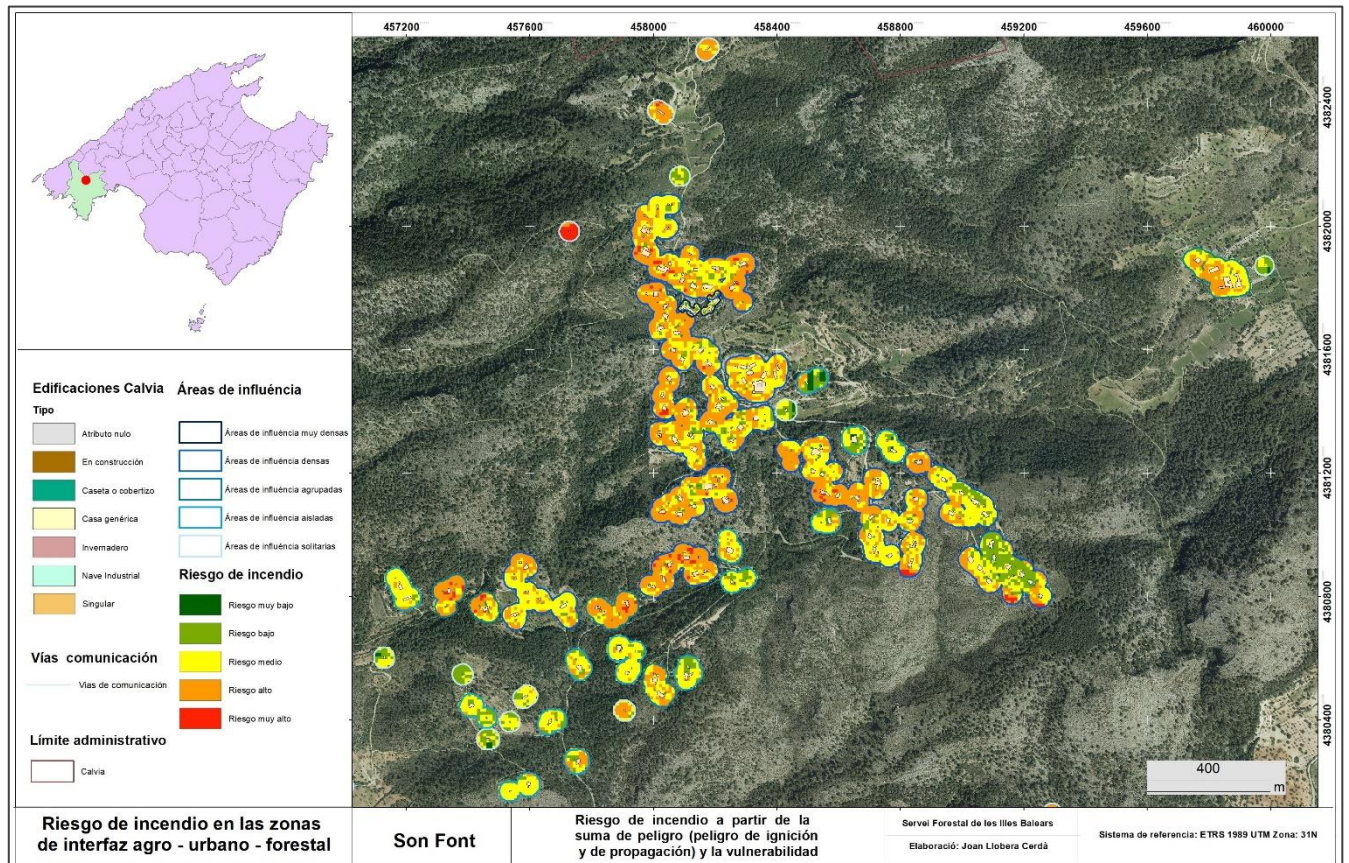 457200 457600 458000 458400 458800 459200 459600 460000
4382400
4382000
4381600
4381200
4380800
4380400
Edificaciones Calvia
Tipo
Atributo nulo
En construcción
Caseta o cobertizo
Casa genérica
Invernadero
Nave Industrial
Singular
Vías comunicación
Vias de comunicación
Límite administrativo
Calvia
Áreas de influéncia
Áreas de influéncia muy densas
Áreas de influéncia densas
Áreas de influéncia agrupadas
Áreas de influéncia aisladas
Áreas de influéncia solitarias
Riesgo de incendio
Riesgo muy bajo
Riesgo bajo
Riesgo medio
Riesgo alto
Riesgo muy alto
400
m
Riesgo de incendio en las zonas
de interfaz agro - urbano - forestal
Son Font
Riesgo de incendio a partir de la
suma de peligro (peligro de ignición
y de propagación) y la vulnerabilidad
Servei Forestal de les Illes Balears
Elaboració: Joan Llobera Cerdà
Sistema de referencia: ETRS 1989 UTM Zona: 31N